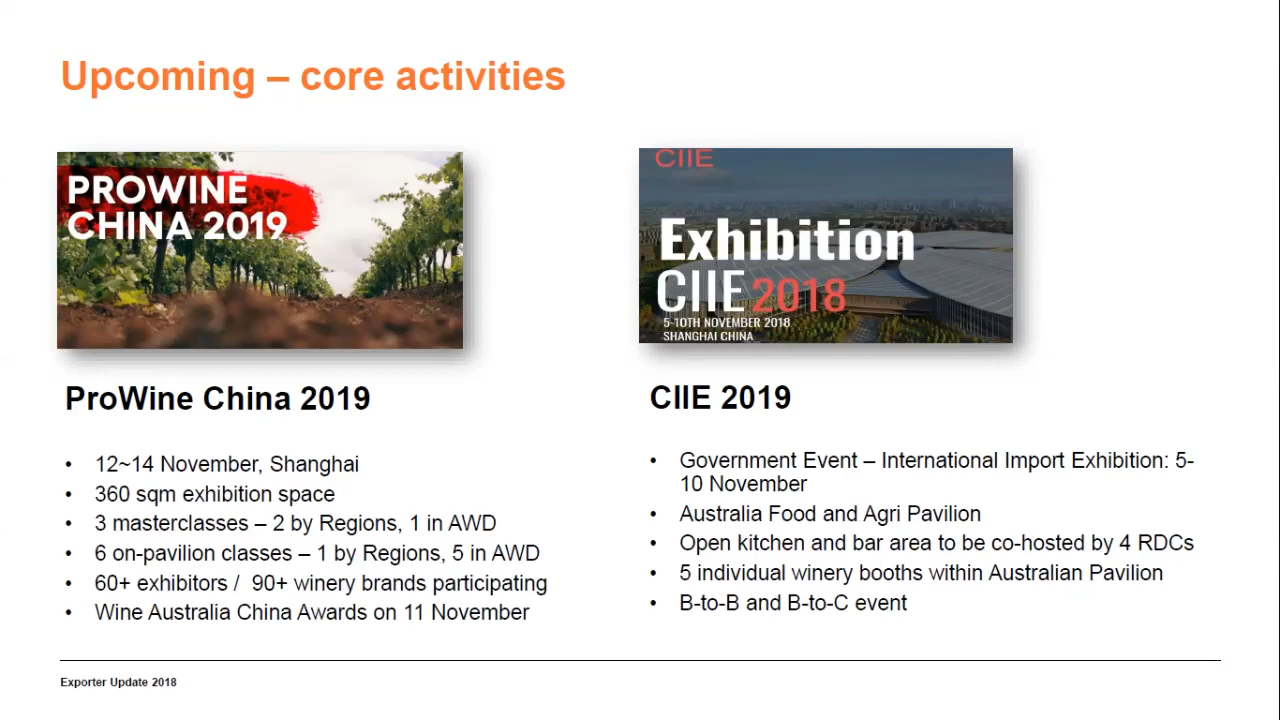 Upcoming – core activities
PROWINE
CHINA 2019
ProWine China 2019
• 12~14 November, Shanghai
• 360 sqm exhibition space
• 3 masterclasses – 2 by Regions, 1 in AWD
• 6 on-pavilion classes – 1 by Regions, 5 in AWD
• 60+ exhibitors / 90+ winery brands participating
• Wine Australia China Awards on 11 November
CIIE
Exhibition
CIIE 2018
5-10TH NOVEMBER 2018
SHANGHAI CHINA
CIIE 2019
• Government Event – International Import Exhibition: 5-
10 November
• Australia Food and Agri Pavilion
• Open kitchen and bar area to be co-hosted by 4 RDCs
• 5 individual winery booths within Australian Pavilion
• B-to-B and B-to-C event
Exporter Update 2018